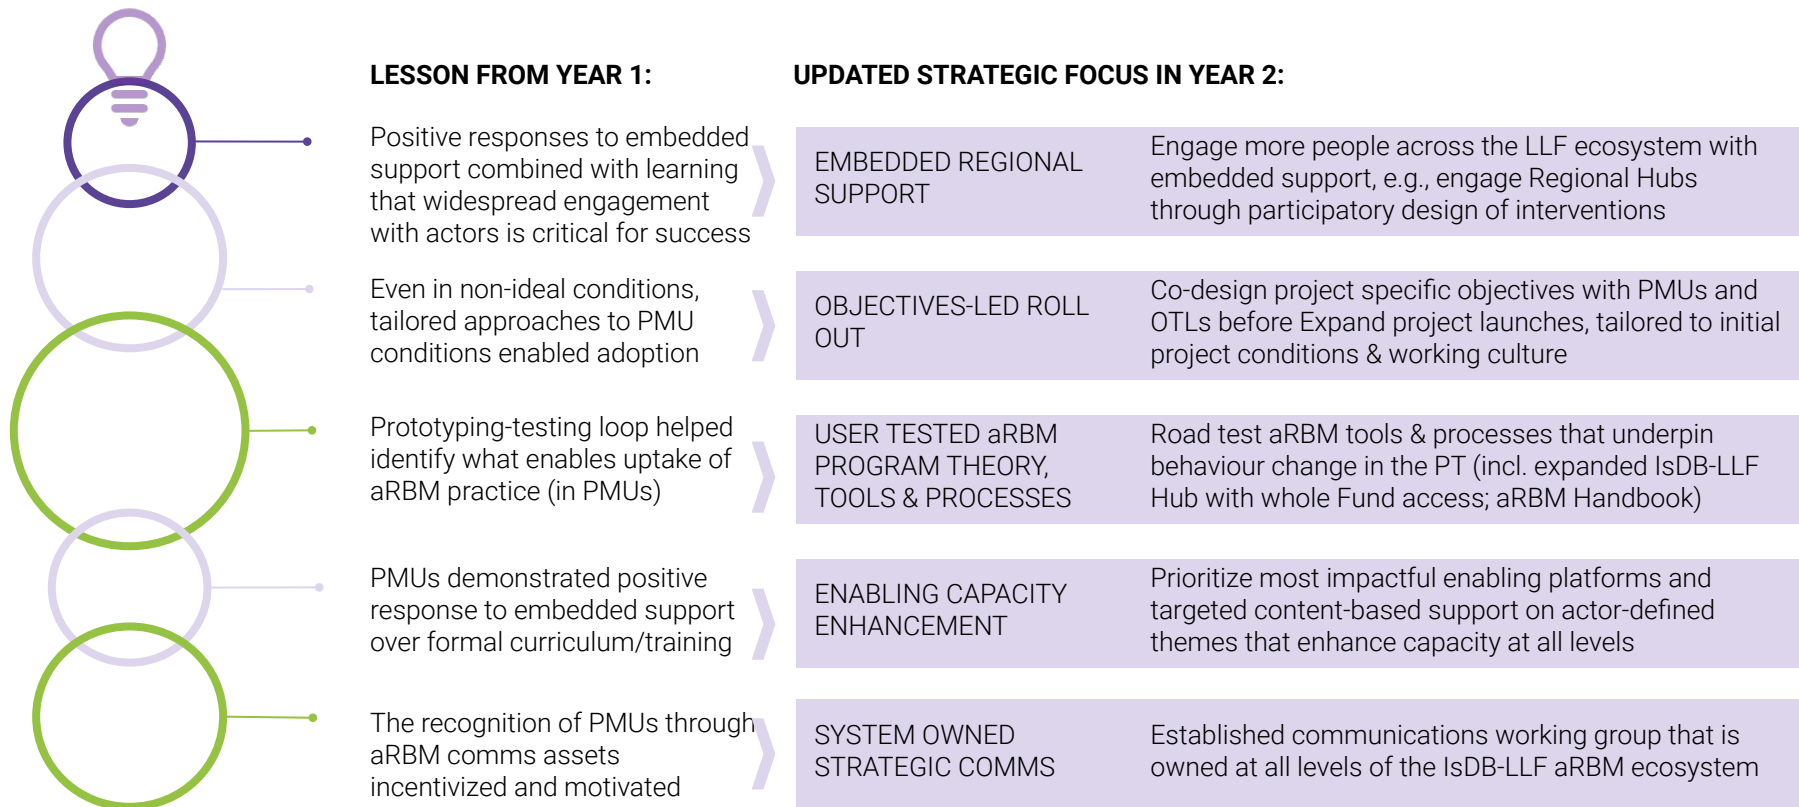 LESSON FROM YEAR 1:
UPDATED STRATEGIC FOCUS IN YEAR 2:
Positive responses to embedded
support combined with learning
that widespread engagement
with actors is critical for success
EMBEDDED REGIONAL
SUPPORT
Engage more people across the LLF ecosystem with
embedded support, e.g., engage Regional Hubs
through participatory design of interventions
Even in non-ideal conditions,
tailored approaches to PMU
conditions enabled adoption
OBJECTIVES-LED ROLL
OUT
Co-design project specific objectives with PMUs and
OTLs before Expand project launches, tailored to initial
project conditions & working culture
Prototyping-testing loop helped
identify what enables uptake of
aRBM practice (in PMUs)
USER TESTED aRBM
PROGRAM THEORY,
TOOLS & PROCESSES
Road test aRBM tools & processes that underpin
behaviour change in the PT (incl. expanded IsDB-LLF
Hub with whole Fund access; aRBM Handbook)
PMUs demonstrated positive
response to embedded support
over formal curriculum/training
ENABLING CAPACITY
ENHANCEMENT
Prioritize most impactful enabling platforms and
targeted content-based support on actor-defined
themes that enhance capacity at all levels
The recognition of PMUs through
aRBM comms assets
incentivized and motivated
SYSTEM OWNED
STRATEGIC COMMS
Established communications working group that is
owned at all levels of the IsDB-LLF aRBM ecosystem